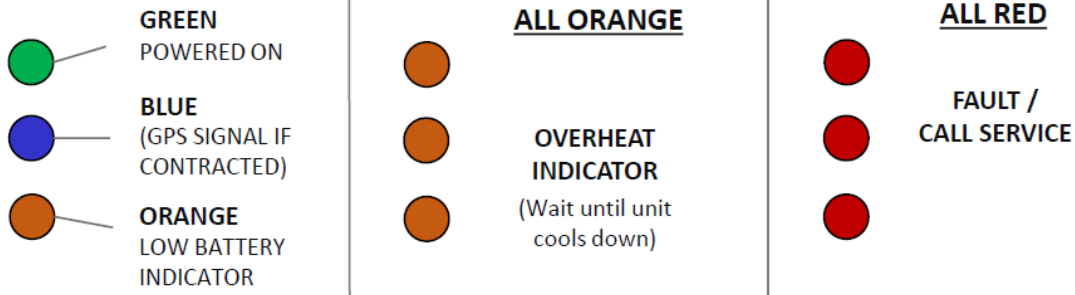 GREEN
POWERED ON
BLUE
(GPS SIGNAL IF
CONTRACTED)
ORANGE
LOW BATTERY
INDICATOR
ALL ORANGE
OVERHEAT
INDICATOR
(Wait until unit
cools down)
ALL RED
FAULT /
CALL SERVICE